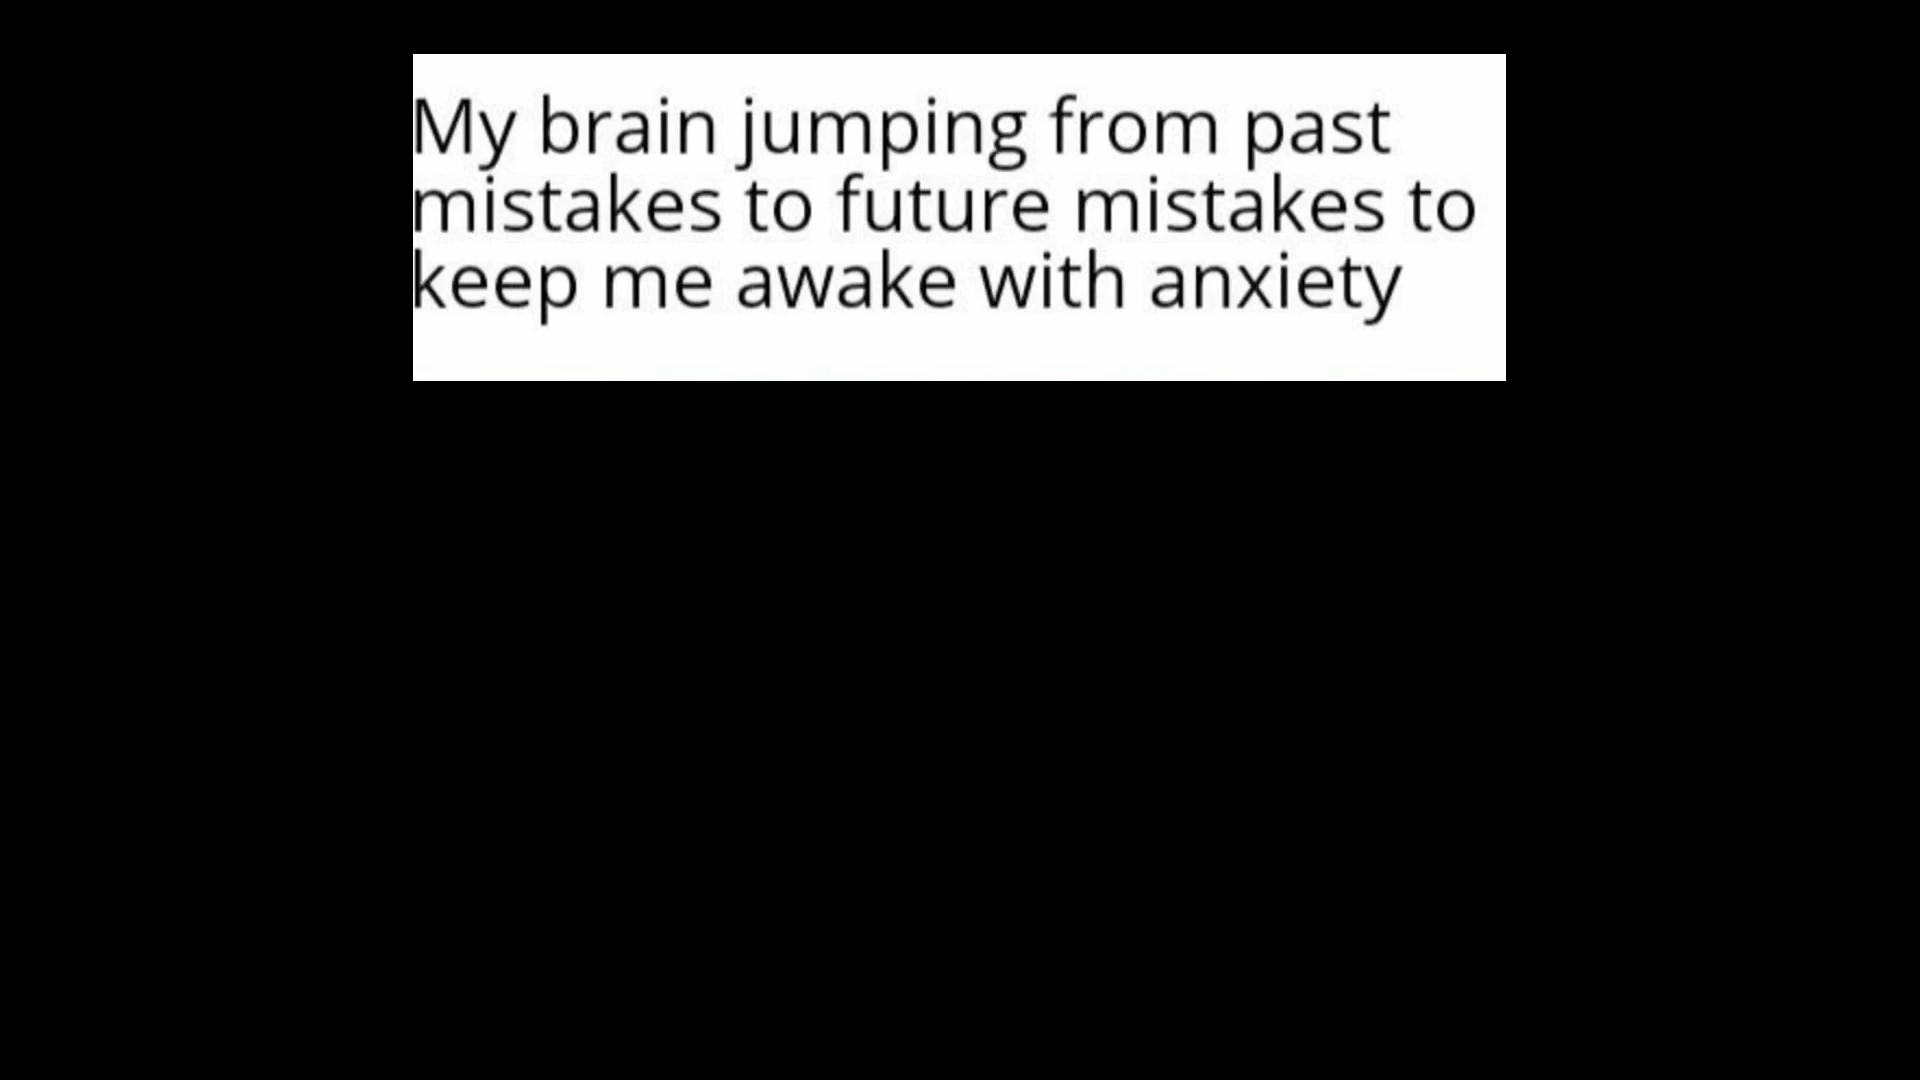 My brain jumping from past
mistakes to future mistakes to
keep me awake with anxiety